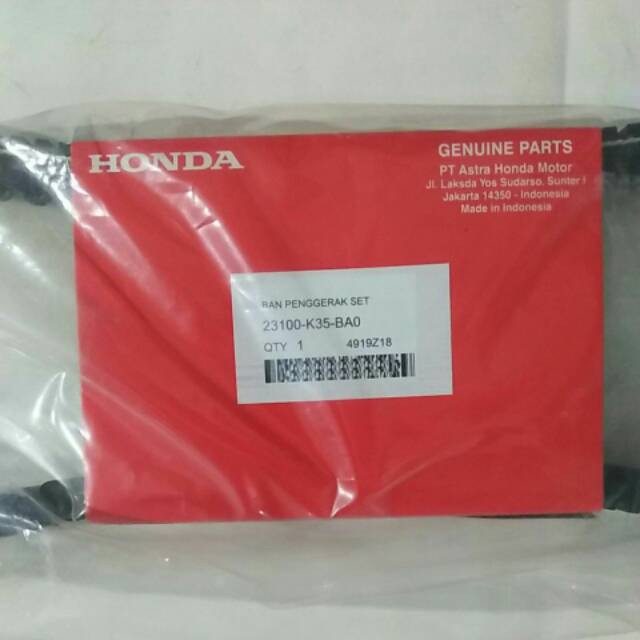 HONDA
GENUINE PARTS
PT Astra Honda Motor
Jl. Laksda Yos Sudarso. Sunter I
Jakarta 14350 - Indonesia
Made in Indonesia
BAN PENGGERAK SET
23100-K35-BA0
QTY 1 4919Z18